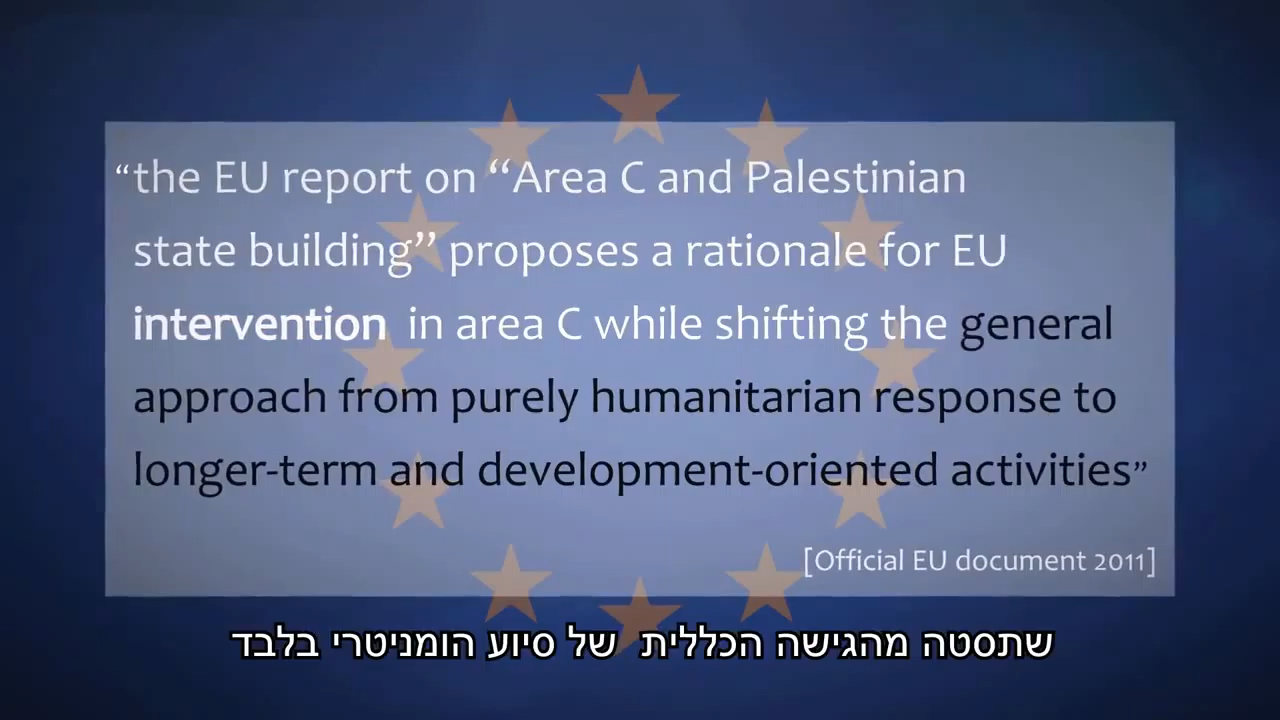 “the EU report on “Area C and Palestinian
state building” proposes a rationale for EU
intervention in area C while shifting the general
approach from purely humanitarian response to
longer-term and development-oriented activities”
[Official EU document 2011]
שתסטה מהגישה הכללית של סיוע הומניטרי בלבד